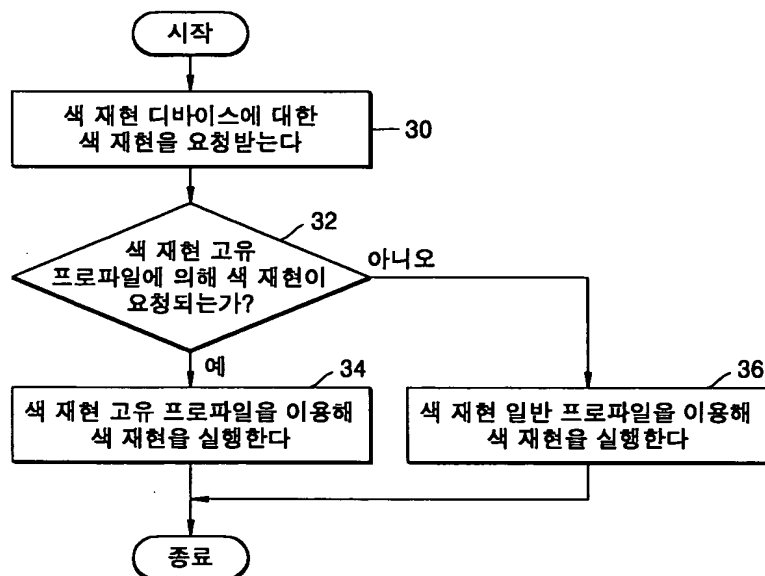 시작
색 재현 디바이스에 대한
색 재현을 요청받는다
30
32
색 재현 고유
프로파일에 의해 색 재현이
요청되는가?
아니오
예
34
색 재현 고유 프로파일을 이용해
색 재현을 실행한다
36
색 재현 일반 프로파일을 이용해
색 재현을 실행한다
종료